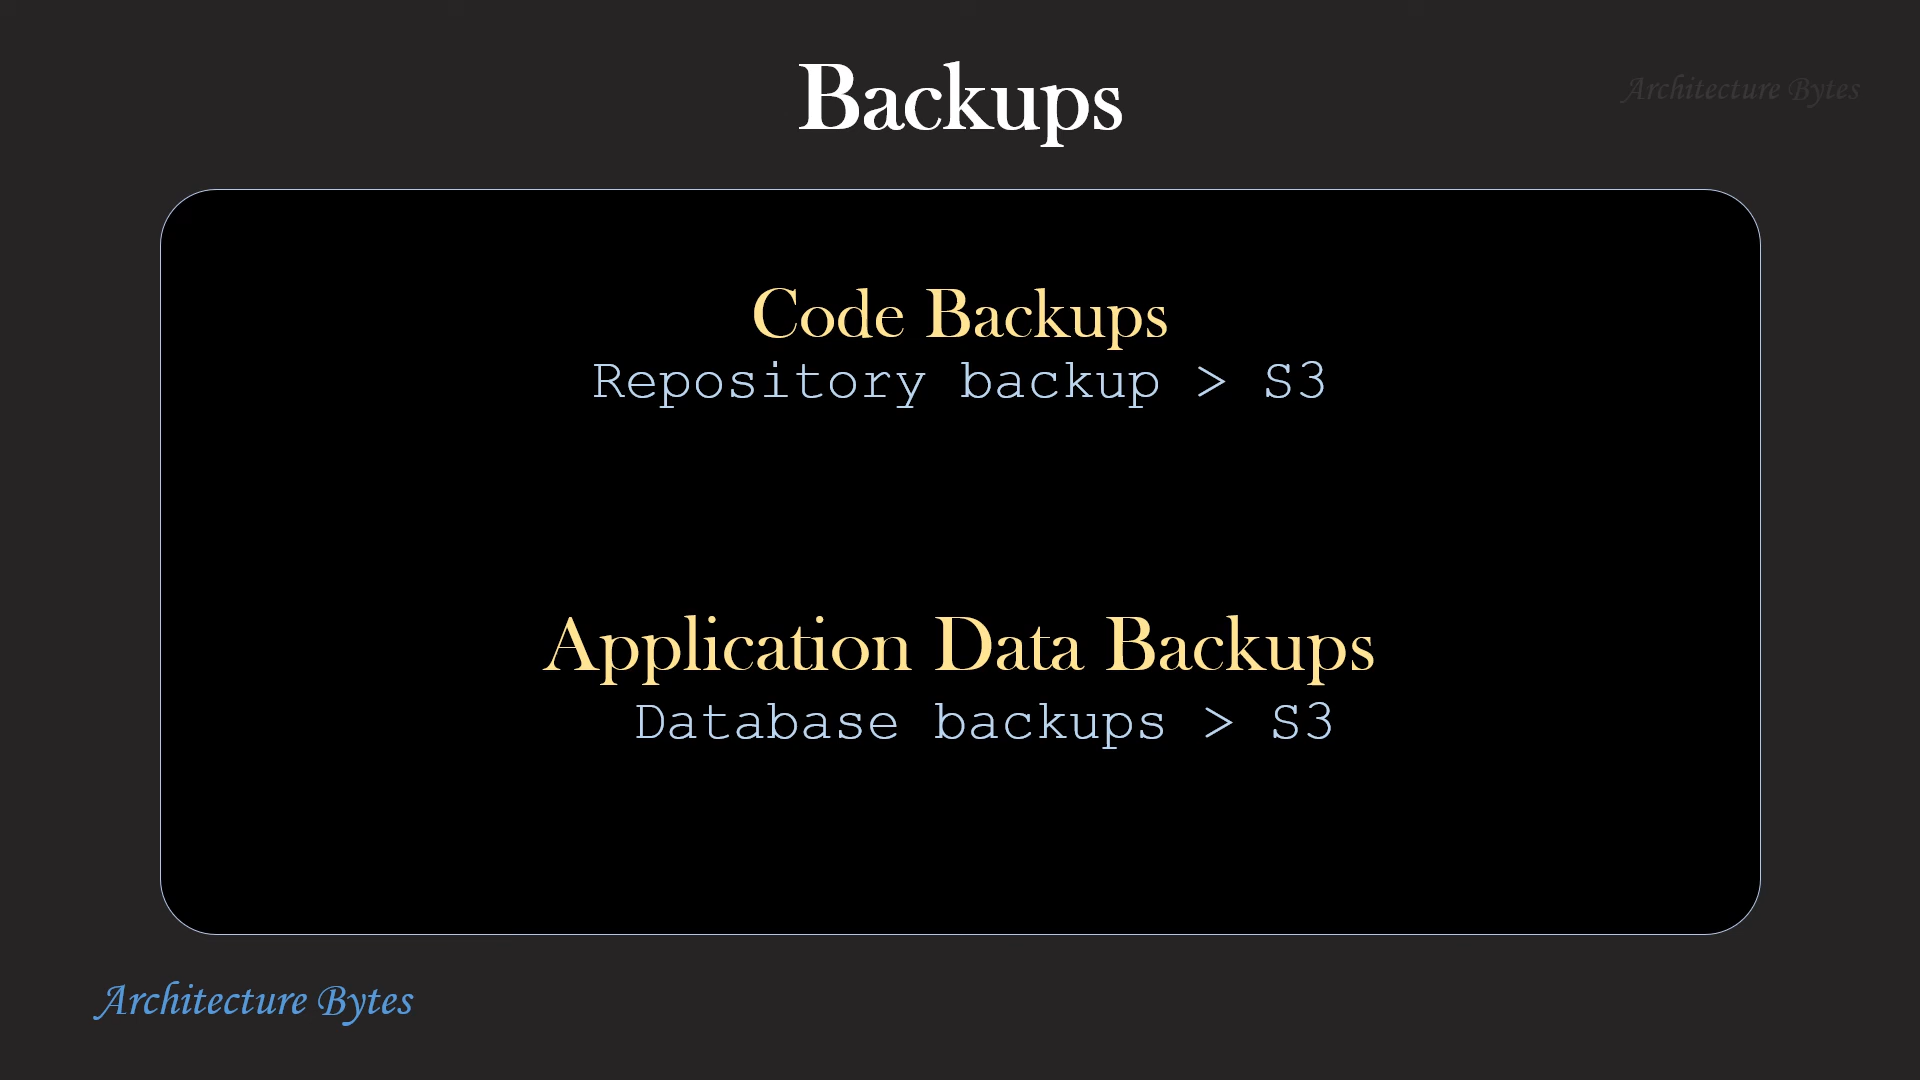 Backups
Architecture Bytes
Code Backups
Repository backup > S3
Application Data Backups
Database backups > S3
Architecture Bytes